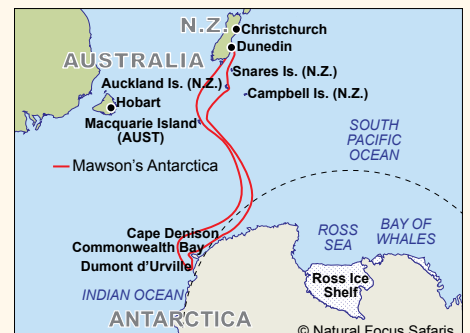 N.Z.
Christchurch
Dunedin
AUSTRALIA
Snares Is. (N.Z.)
Auckland Is. (N.Z.)
Campbell Is. (N.Z.)
Hobart
Macquarie Island
(AUST)
SOUTH
PACIFIC
OCEAN
Mawson's Antarctica
Cape Denison
Commonwealth Bay
Dumont d'Urville
ROSS
SEA
BAY OF
WHALES
Ross Ice
Shelf
INDIAN OCEAN
ANTARCTICA
© Natural Focus Safaris